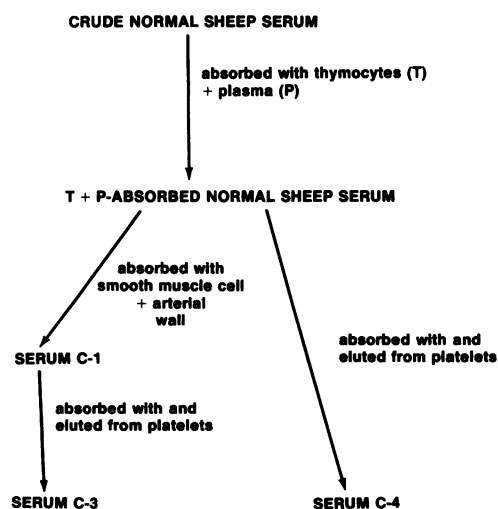 CRUDE NORMAL SHEEP SERUM
absorbed with thymocytes (T)
+ plasma (P)
T + P-ABSORBED NORMAL SHEEP SERUM
absorbed with
smooth muscle cell
+ arterial
wall
absorbed with and
eluted from platelets
SERUM C-1
absorbed with and
eluted from platelets
SERUM C-3
SERUM C-4